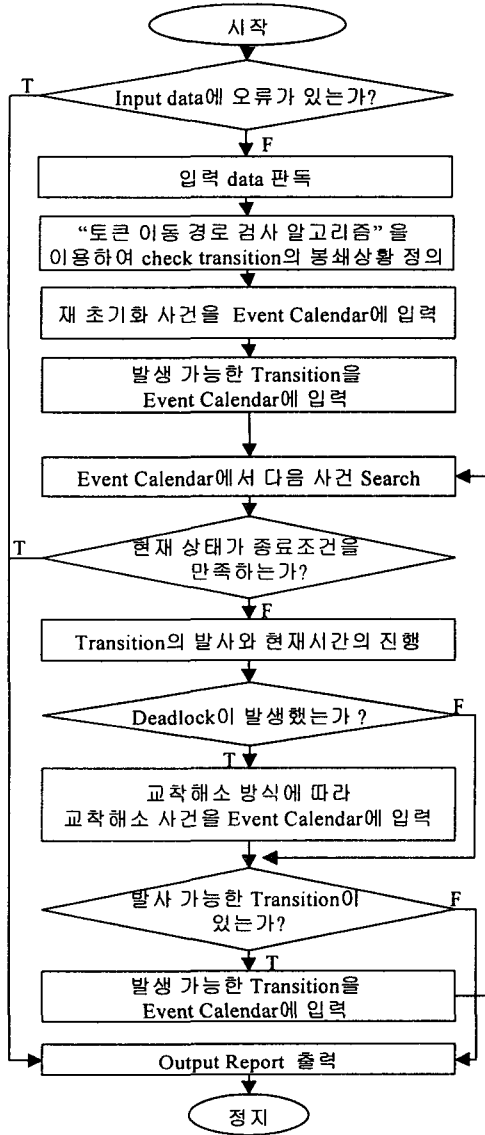 시작
T
Input data에 오류가 있는가?
F
입력 data 판독
“토큰 이동 경로 검사 알고리즘” 을
이용하여 check transition의 봉쇄상황 정의
재 초기화 사건을 Event Calendar에 입력
발생 가능한 Transition을
Event Calendar에 입력
Event Calendar에서 다음 사건 Search
T
현재 상태가 종료조건을
만족하는가?
F
Transition의 발사와 현재시간의 진행
Deadlock이 발생했는가 ?
F
T
교착해소 방식에 따라
교착해소 사건을 Event Calendar에 입력
발사 가능한 Transition이
있는가?
F
T
발생 가능한 Transition을
Event Calendar에 입력
Output Report 출력
정지